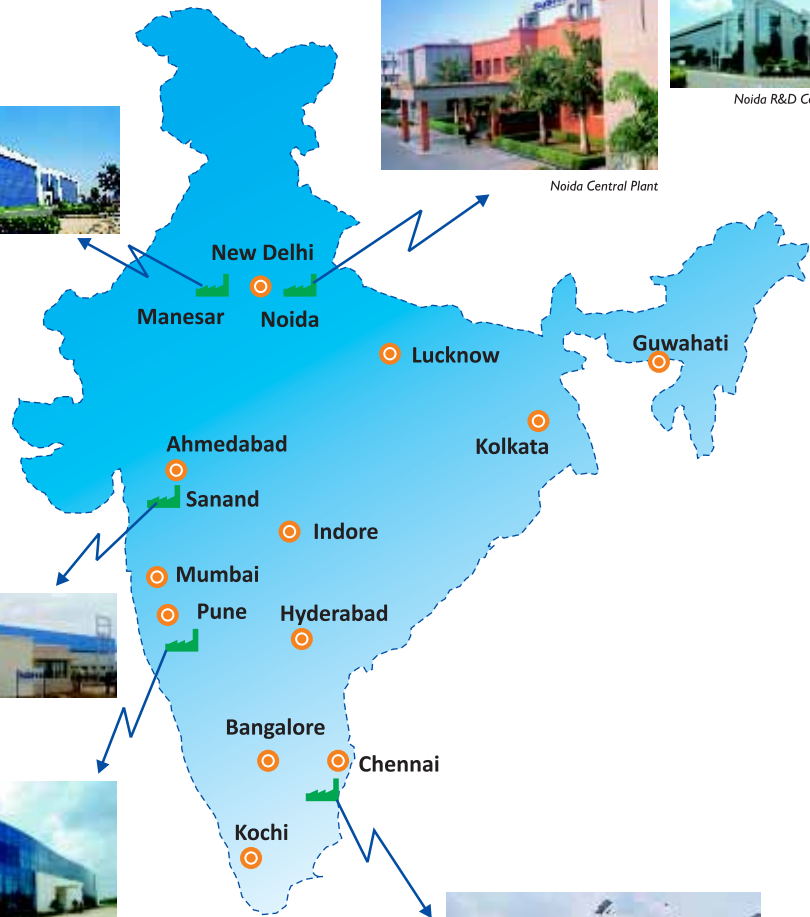 Noida R&D C
Noida Central Plant
New Delhi
Manesar
Noida
Lucknow
Guwahati
Kolkata
Ahmedabad
Sanand
Indore
Mumbai
Pune
Hyderabad
Bangalore
Chennai
Kochi